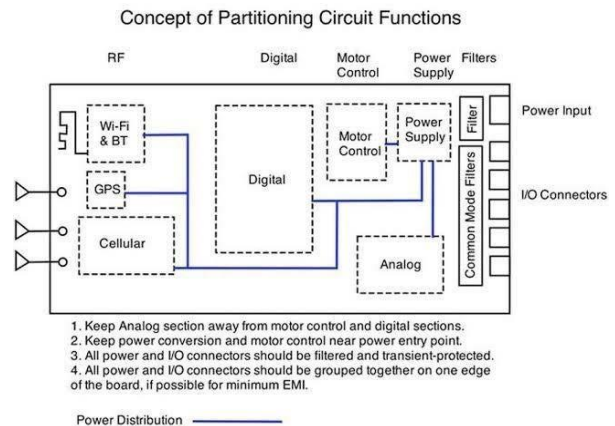 Concept of Partitioning Circuit Functions
RF
Digital
Motor
Control
Power
Supply
Filters
Wi-Fi
& BT
GPS
Cellular
Digital
Motor
Control
Power
Supply
Analog
Filter
Common Mode Filters
Power Input
I/O Connectors
1. Keep Analog section away from motor control and digital sections.
2. Keep power conversion and motor control near power entry point.
3. All power and I/O connectors should be filtered and transient-protected.
4. All power and I/O connectors should be grouped together on one edge
of the board, if possible for minimum EMI.
Power Distribution